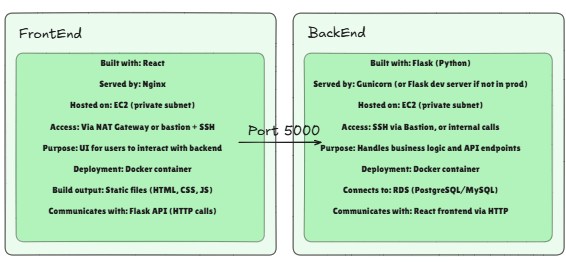 FrontEnd
Built with: React
Served by: Nginx
Hosted on: EC2 (private subnet)
Access: Via NAT Gateway or bastion + SSH
Purpose: UI for users to interact with backend
Deployment: Docker container
Build output: Static files (HTML, CSS, JS)
Communicates with: Flask API (HTTP calls)
Port 5000
BackEnd
Built with: Flask (Python)
Served by: Gunicorn (or Flask dev server if not in prod)
Hosted on: EC2 (private subnet)
Access: SSH via Bastion, or internal calls
Purpose: Handles business logic and API endpoints
Deployment: Docker container
Connects to: RDS (PostgreSQL/MySQL)
Communicates with: React frontend via HTTP